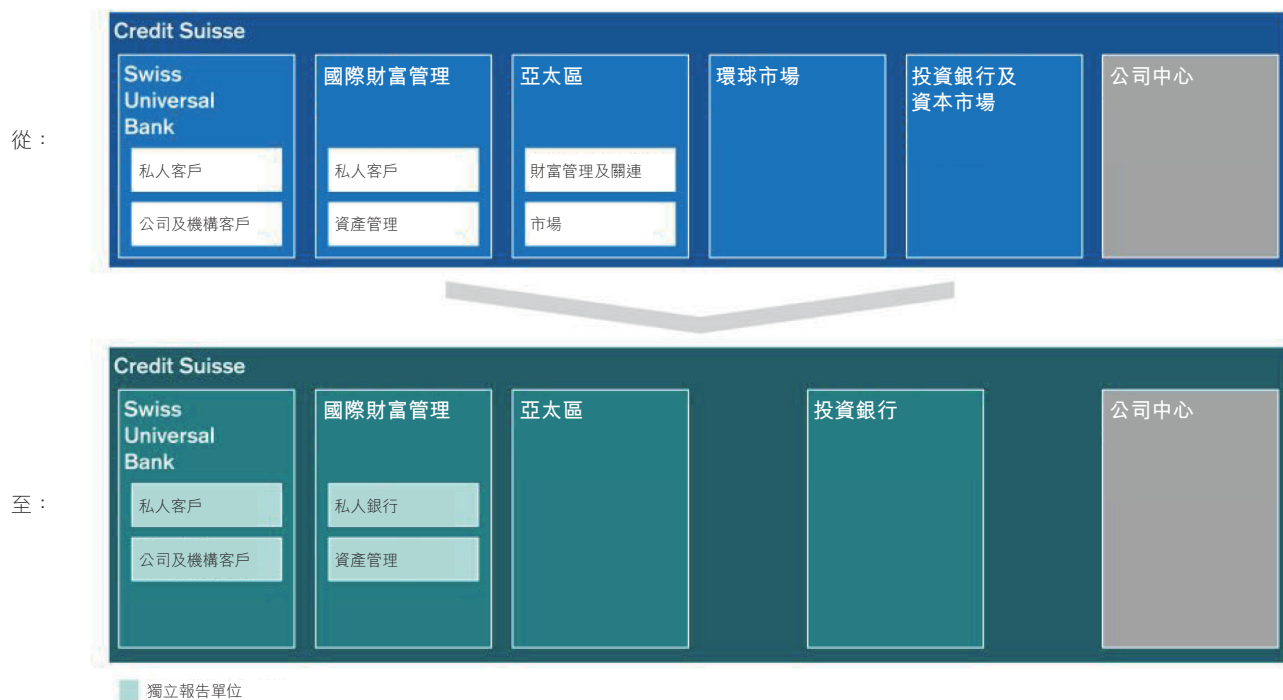 從：
Credit Suisse
Swiss
Universal
Bank
私人客戶
公司及機構客戶
國際財富管理
私人客戶
資產管理
亞太區
財富管理及關連
市場
環球市場
投資銀行及
資本市場
公司中心
至：
Credit Suisse
Swiss
Universal
Bank
私人客戶
公司及機構客戶
國際財富管理
私人銀行
資產管理
亞太區
投資銀行
公司中心
獨立報告單位